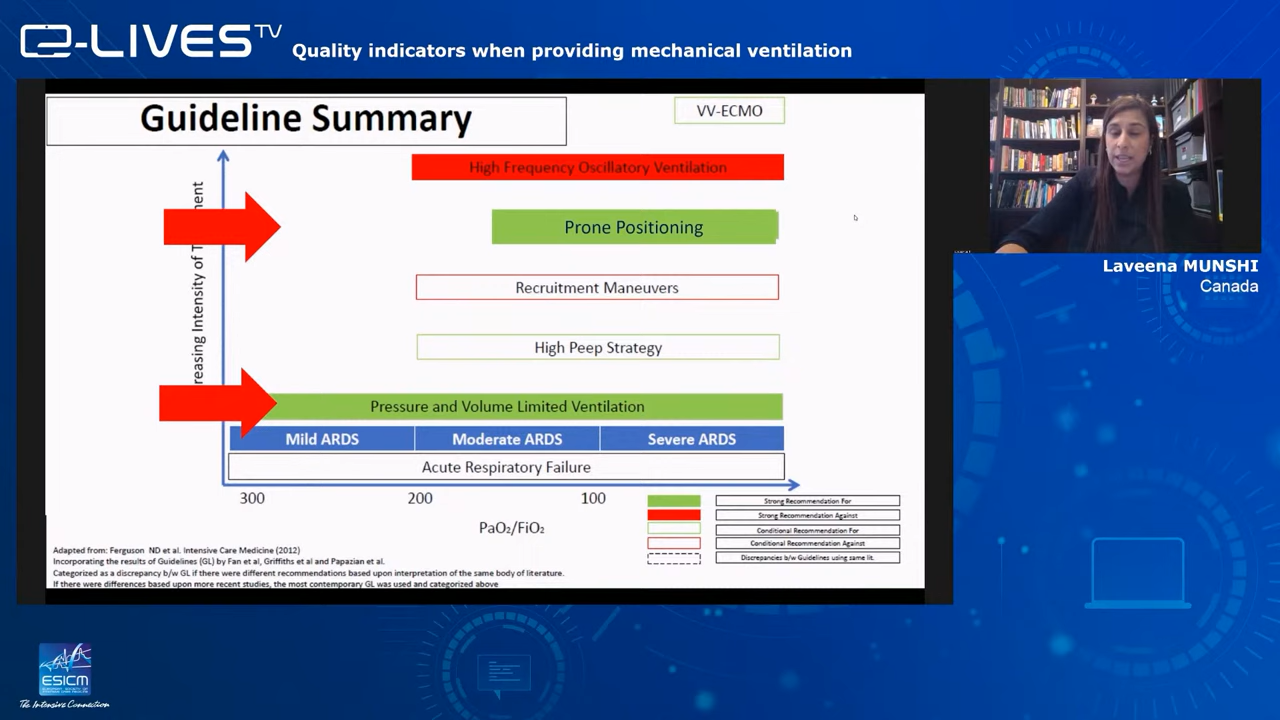 e-LIVES TV
Quality indicators when providing mechanical ventilation
Guideline Summary
VV-ECMO
High Frequency Oscillatory Ventilation
Prone Positioning
Recruitment Maneuvers
High Peep Strategy
Pressure and Volume Limited Ventilation
Mild ARDS
Moderate ARDS
Severe ARDS
Acute Respiratory Failure
300
200
100
PaO₂/FiO₂
reasing Intensity of T ment
Strong Recommendation For
Strong Recommendation Against
Conditional Recommendation For
Conditional Recommendation Against
Discrepancies b/w Guidelines using same lit.
Adapted from: Ferguson ND et al. Intensive Care Medicine (2012)
Incorporating the results of Guidelines (GL) by Fan et al, Griffiths et al and Papazian et al.
Categorized as a discrepancy b/w GL if there were different recommendations based upon interpretation of the same body of literature.
If there were differences based upon more recent studies, the most contemporary GL was used and categorized above
Laveena MUNSHI
Canada
ESICM
The Intensive Connection